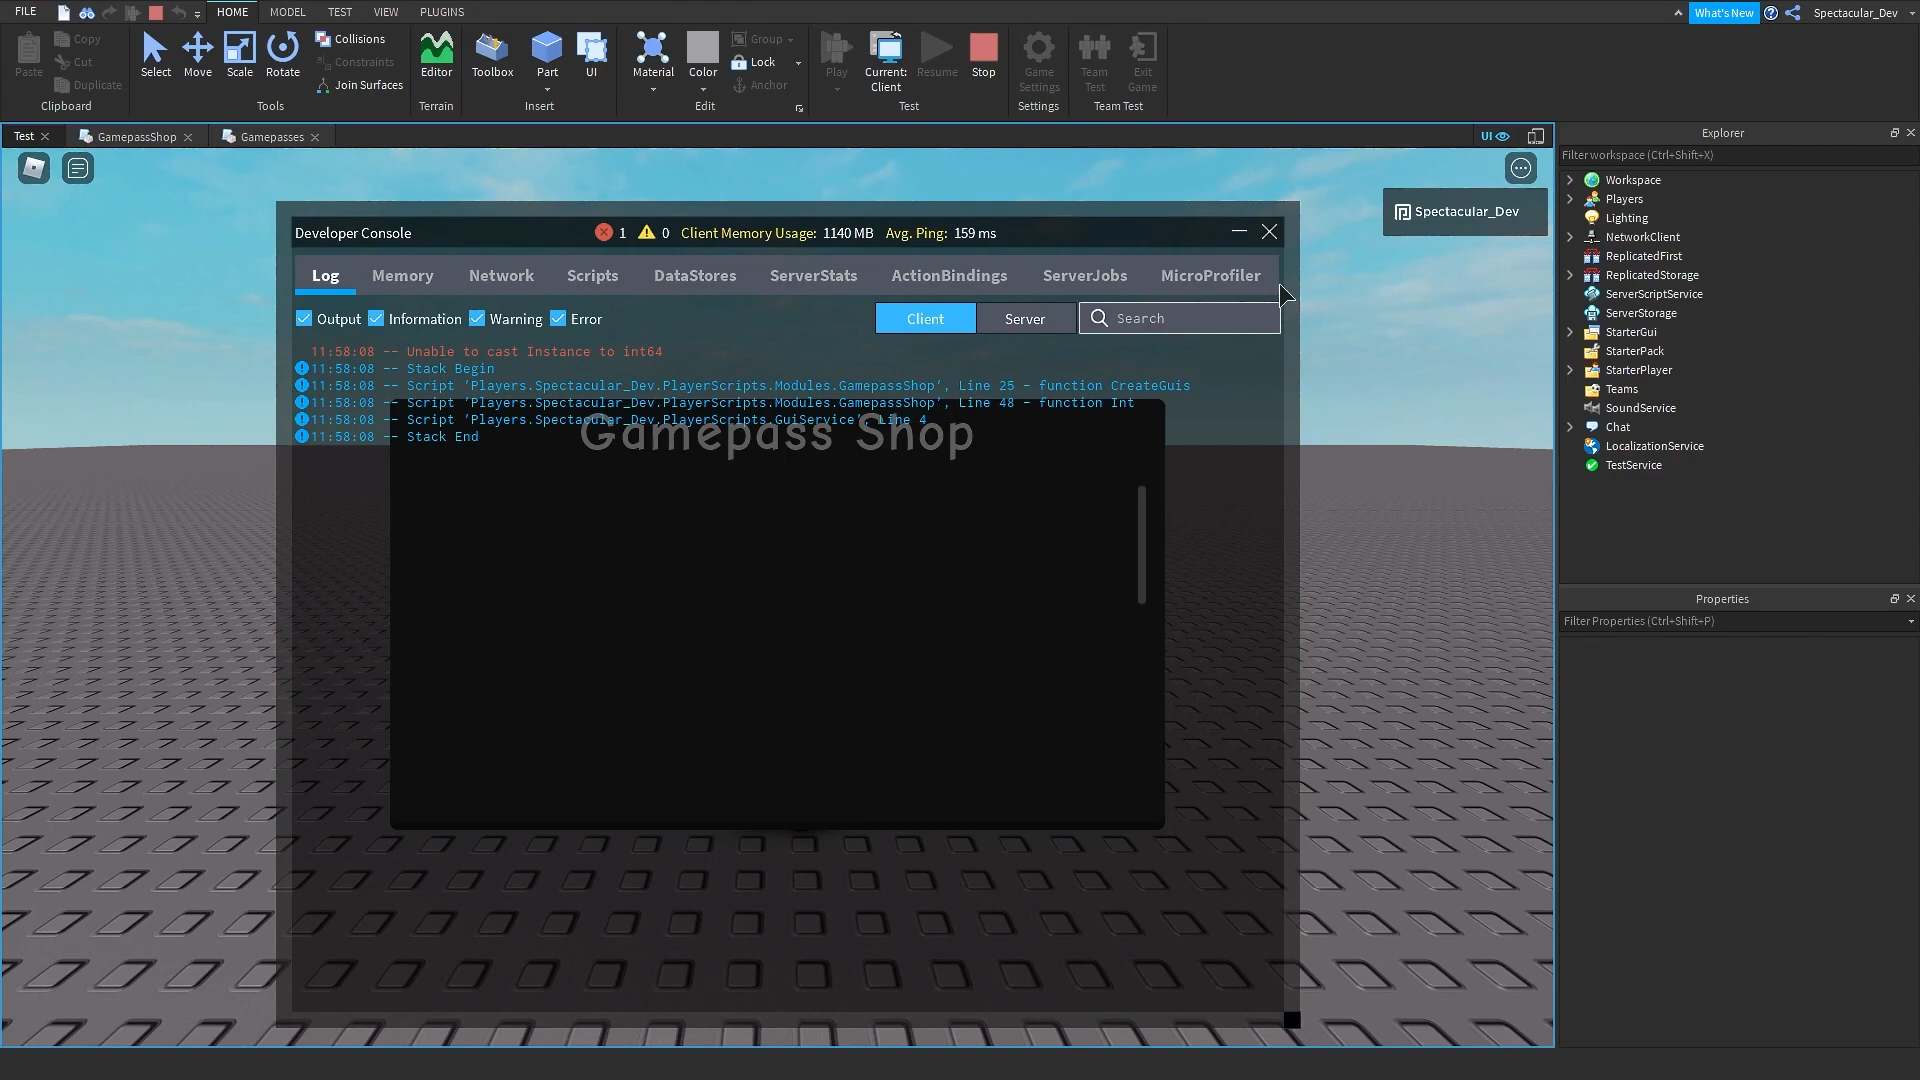 FILE HOME MODEL TEST VIEW PLUGINS What's New Spectacular_Dev
Paste Copy Cut Duplicate Select Move Scale Rotate Collisions Constraints Join Surfaces Editor Toolbox Part UI Material Color Group Lock Anchor Play Current: Client Resume Stop Game Settings Team Test Exit Game
Clipboard Tools Terrain Insert Edit Test Settings Team Test
Test GamepassShop Gamepasses UI
Explorer
Filter workspace (Ctrl+Shift+X)
Workspace
Players
Lighting
NetworkClient
ReplicatedFirst
ReplicatedStorage
ServerScriptService
ServerStorage
StarterGui
StarterPack
StarterPlayer
Teams
SoundService
Chat
LocalizationService
TestService
Properties
Filter Properties (Ctrl+Shift+P)
Spectacular_Dev
Developer Console 1 0 Client Memory Usage: 1140 MB Avg. Ping: 159 ms
Log Memory Network Scripts DataStores ServerStats ActionBindings ServerJobs MicroProfiler
Output Information Warning Error Client Server Search
11:58:08 -- Unable to cast Instance to int64
11:58:08 -- Stack Begin
11:58:08 -- Script 'Players.Spectacular_Dev.PlayerScripts.Modules.GamepassShop', Line 25 - function CreateGuis
11:58:08 -- Script 'Players.Spectacular_Dev.PlayerScripts.Modules.GamepassShop', Line 48 - function Int
11:58:08 -- Script 'Players.Spectacular_Dev.PlayerScripts.GuiService', Line 4
11:58:08 -- Stack End
Gamepass Shop